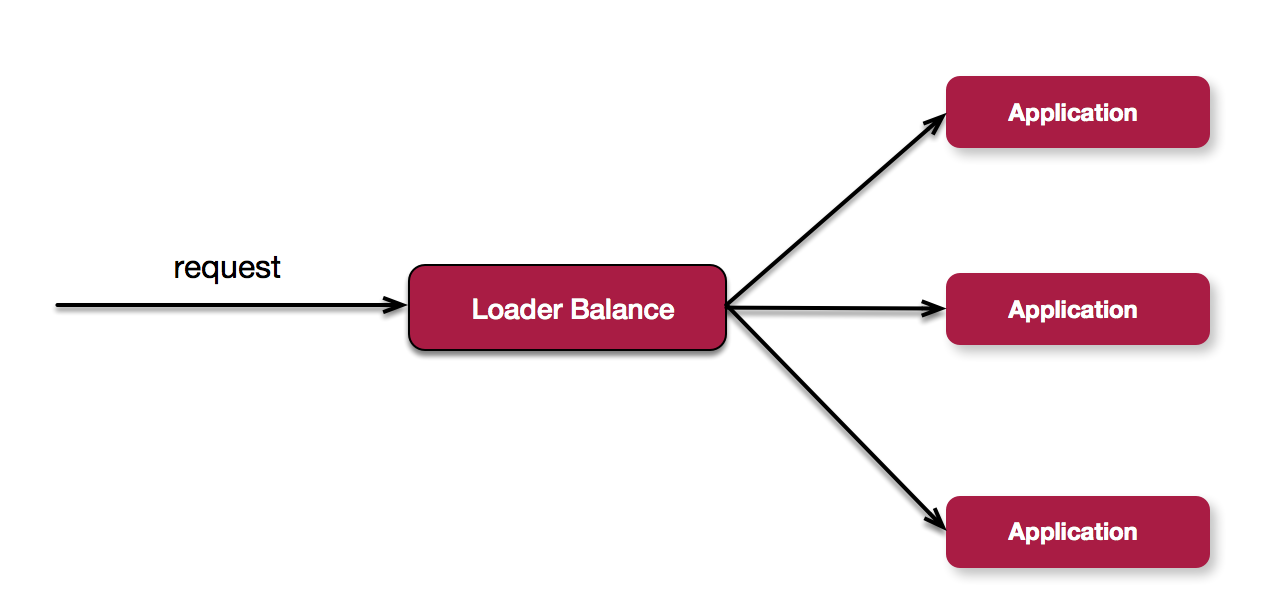 Application
request
Loader Balance
Application
Application